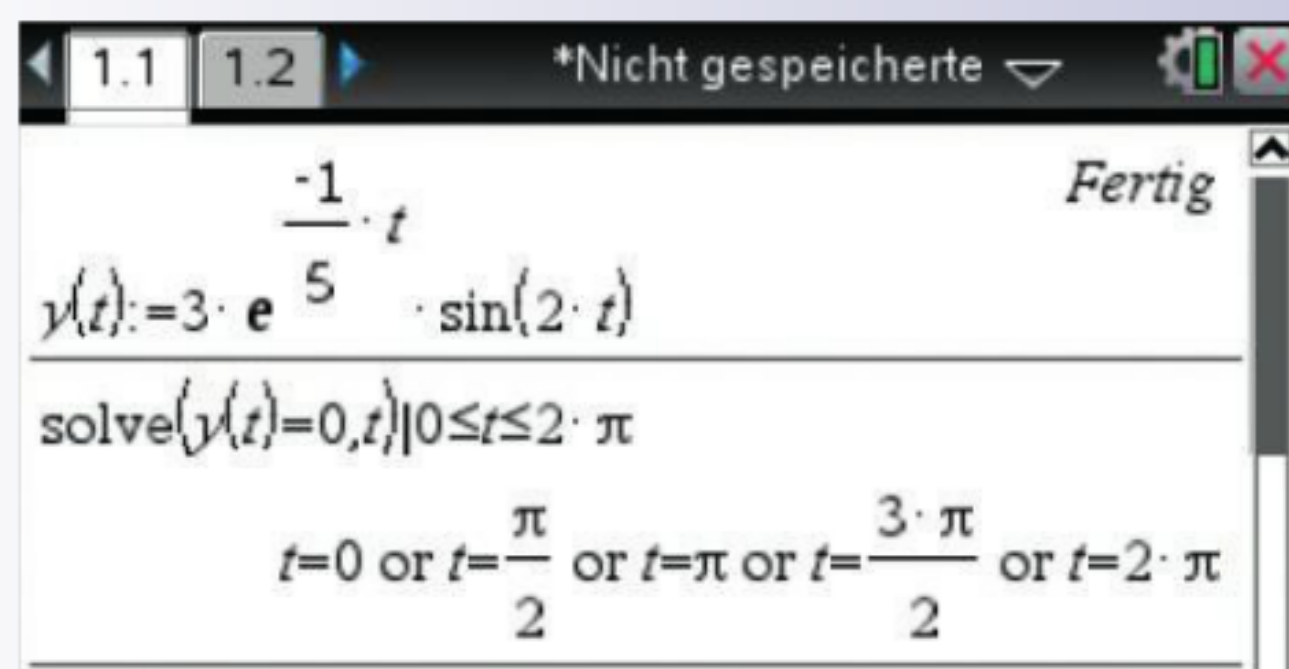 1.1 1.2 *Nicht gespeicherte
Fertig
y(t):=3· e^(-1/5 · t) · sin(2· t)
solve(y(t)=0,t)|0≤t≤2· π
t=0 or t=π/2 or t=π or t=3· π/2 or t=2· π